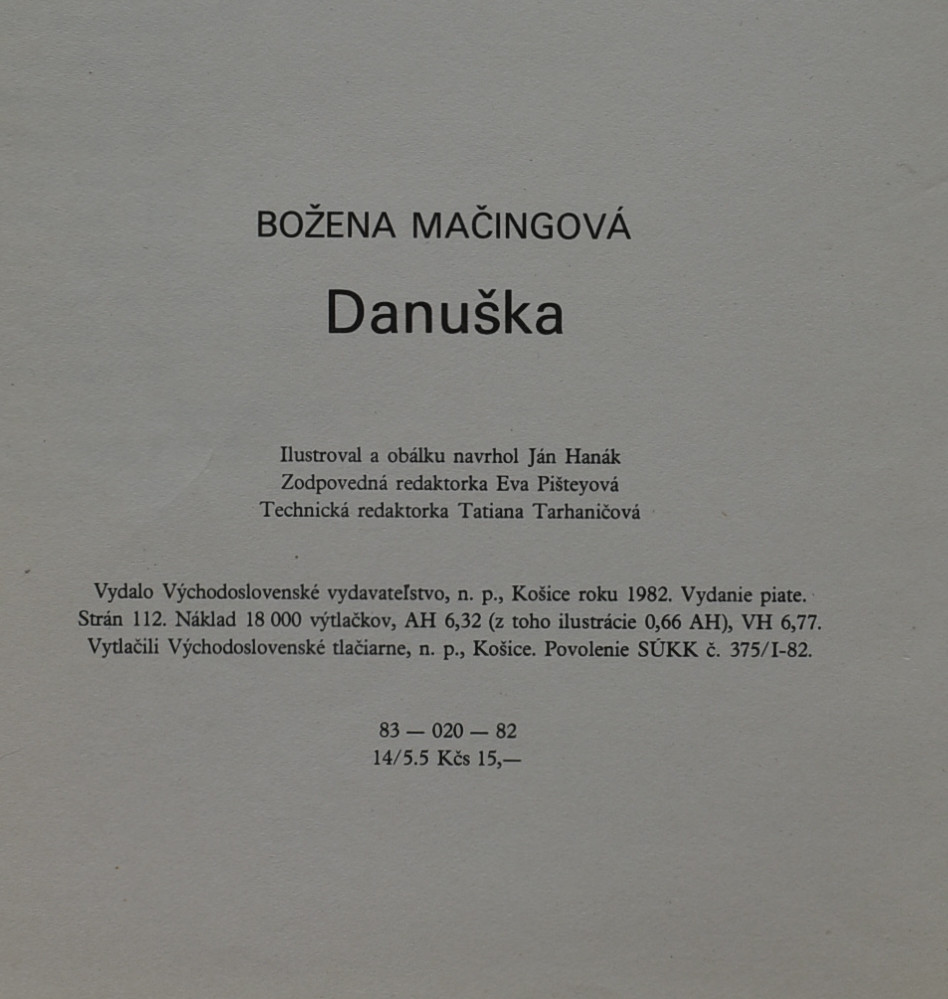 BOŽENA MAČINGOVÁ
Danuška
Ilustroval a obálku navrhol Ján Hanák
Zodpovedná redaktorka Eva Pišteyová
Technická redaktorka Tatiana Tarhaničová
Vydalo Východoslovenské vydavateľstvo, n. p., Košice roku 1982. Vydanie piate.
Strán 112. Náklad 18 000 výtlačkov, AH 6,32 (z toho ilustrácie 0,66 AH), VH 6,77.
Vytlačili Východoslovenské tlačiarne, n. p., Košice. Povolenie SÚKK č. 375/I-82.
83 — 020 — 82
14/5.5 Kčs 15,—